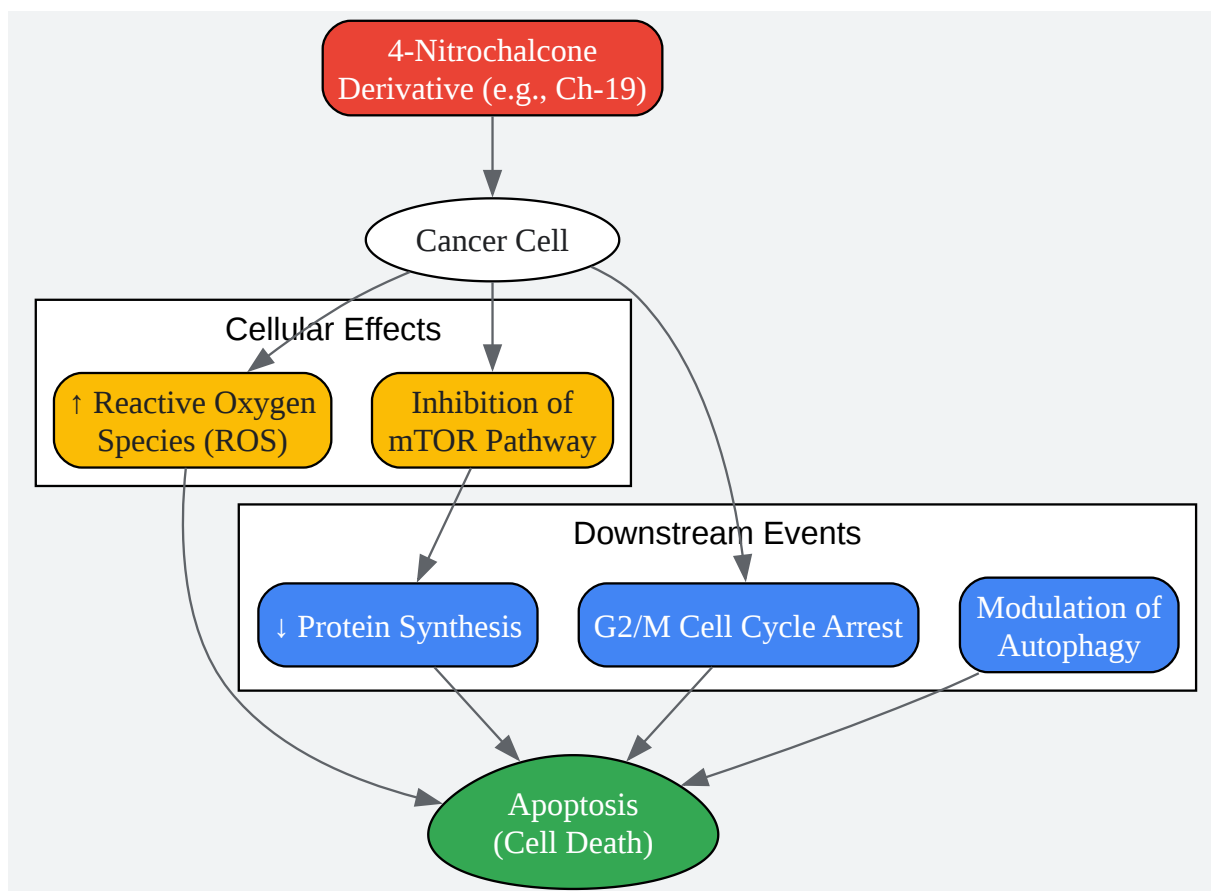 4-Nitrochalcone
Derivative (e.g., Ch-19)
Cancer Cell
Cellular Effects
↑ Reactive Oxygen
Species (ROS)
Inhibition of
mTOR Pathway
Downstream Events
↓ Protein Synthesis
G2/M Cell Cycle Arrest
Modulation of
Autophagy
Apoptosis
(Cell Death)